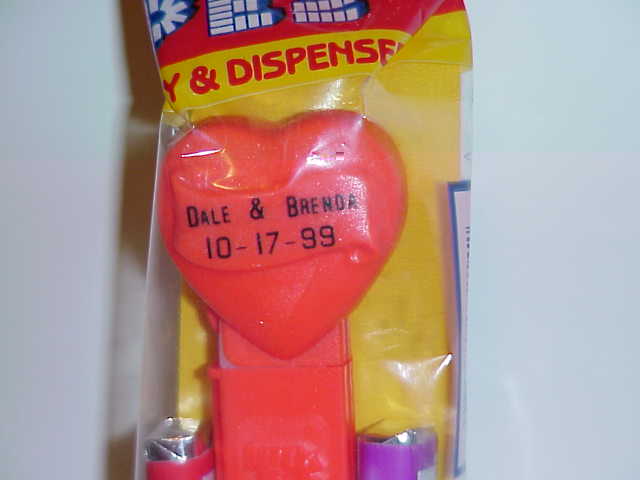 Y & DISPENSE
DALE & BRENDA
10-17-99